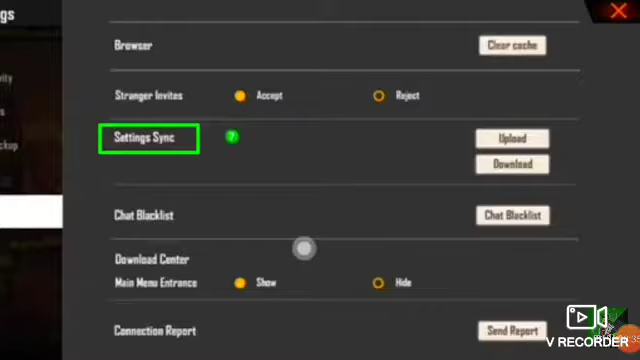 gs
Browser
Clear cache
Stranger Invites
Accept
Reject
Settings Sync
?
Upload
Download
Chat Blacklist
Chat Blacklist
Download Center
Main Menu Entrance
Show
Hide
Connection Report
Send Report
V RECORDER